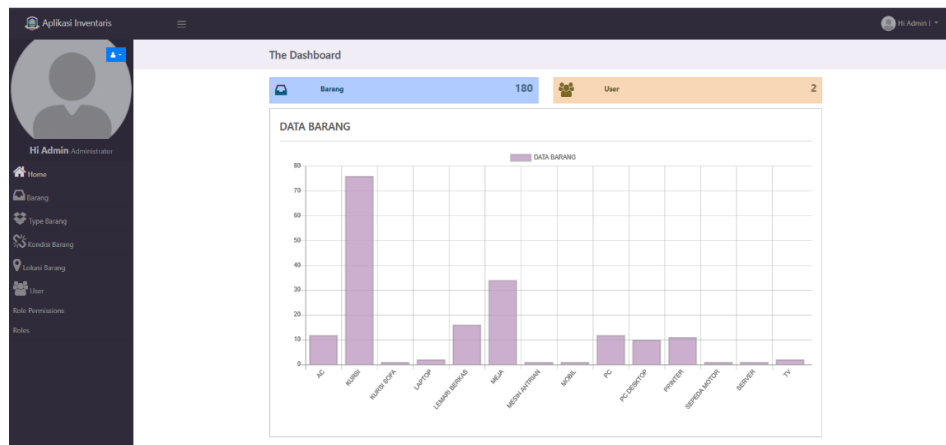 Aplikasi Inventaris
Hi Admin !
Hi Admin Administrator
Home
Barang
Type Barang
Kondisi Barang
Lokasi Barang
User
Role Permissions
Roles
The Dashboard
Barang 180
User 2
DATA BARANG
DATA BARANG
80
70
60
50
40
30
20
10
0
AC
KURSI
KURSI SOFA
LAPTOP
LEMARI BERKAS
MEJA
MESIN ANTRIAN
MOBIL
PC
PC DESKTOP
PRINTER
SEPEDA MOTOR
SERVER
TV